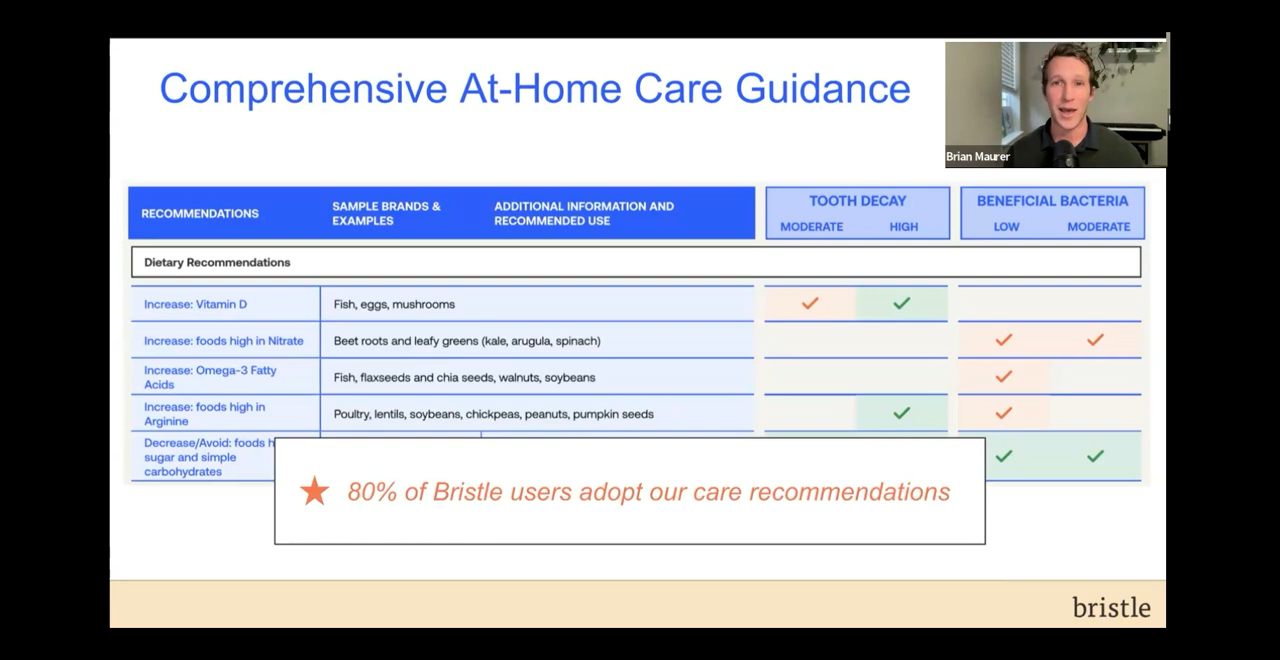 Comprehensive At-Home Care Guidance
Brian Maurer
RECOMMENDATIONS
SAMPLE BRANDS &
EXAMPLES
ADDITIONAL INFORMATION AND
RECOMMENDED USE
TOOTH DECAY
MODERATE HIGH
BENEFICIAL BACTERIA
LOW MODERATE
Dietary Recommendations
Increase: Vitamin D
Fish, eggs, mushrooms
Increase: foods high in Nitrate
Beet roots and leafy greens (kale, arugula, spinach)
Increase: Omega-3 Fatty
Acids
Fish, flaxseeds and chia seeds, walnuts, soybeans
Increase: foods high in
Arginine
Poultry, lentils, soybeans, chickpeas, peanuts, pumpkin seeds
Decrease/Avoid: foods
sugar and simple
carbohydrates
80% of Bristle users adopt our care recommendations
bristle